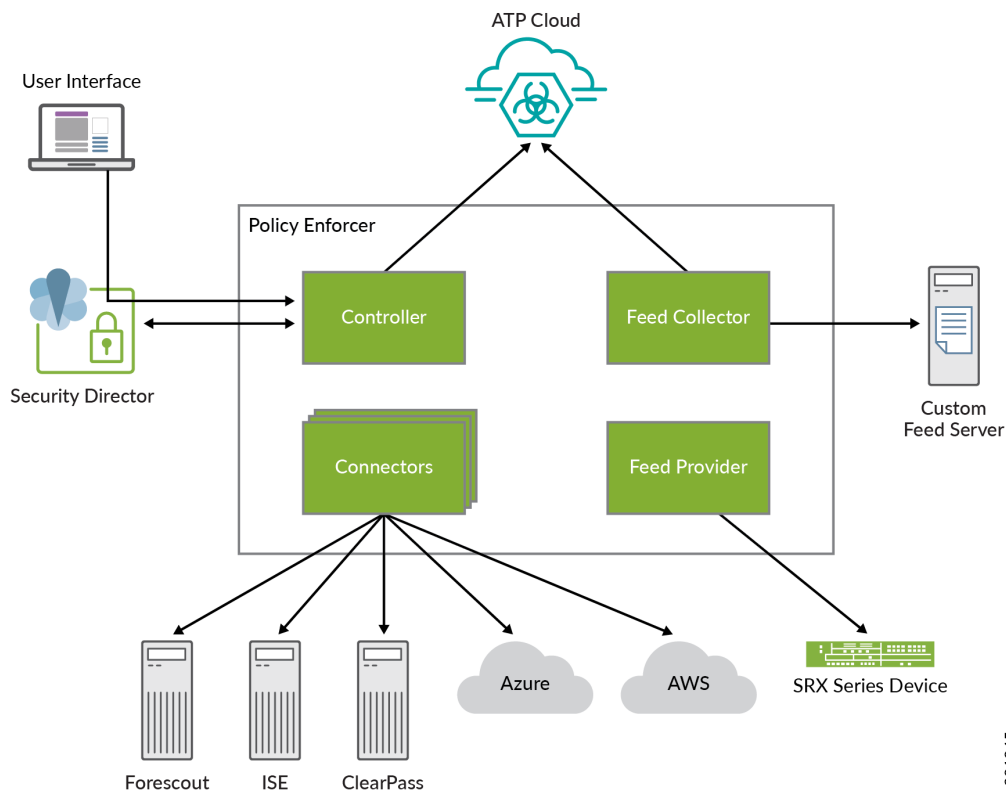 ATP Cloud
User Interface
Policy Enforcer
Controller
Feed Collector
Security Director
Custom
Feed Server
Connectors
Feed Provider
Azure
AWS
SRX Series Device
Forescout
ISE
ClearPass